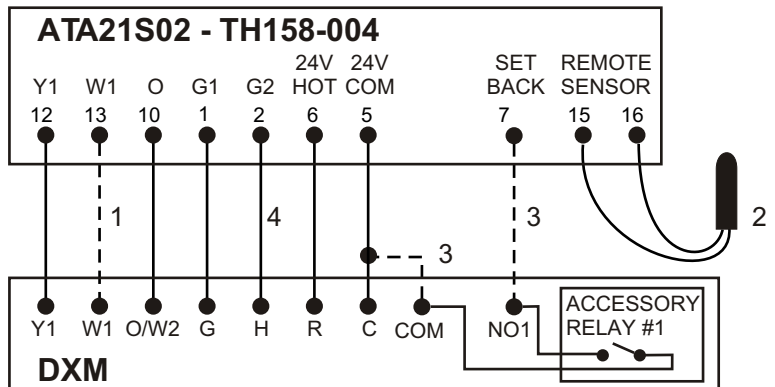 ATA21S02 - TH158-004
24V 24V SET REMOTE
Y1 W1 O G1 G2 HOT COM BACK SENSOR
12 13 10 1 2 6 5 7 15 16
1 4 3 2
3
Y1 W1 O/W2 G H R C COM NO1
ACCESSORY
RELAY #1
DXM